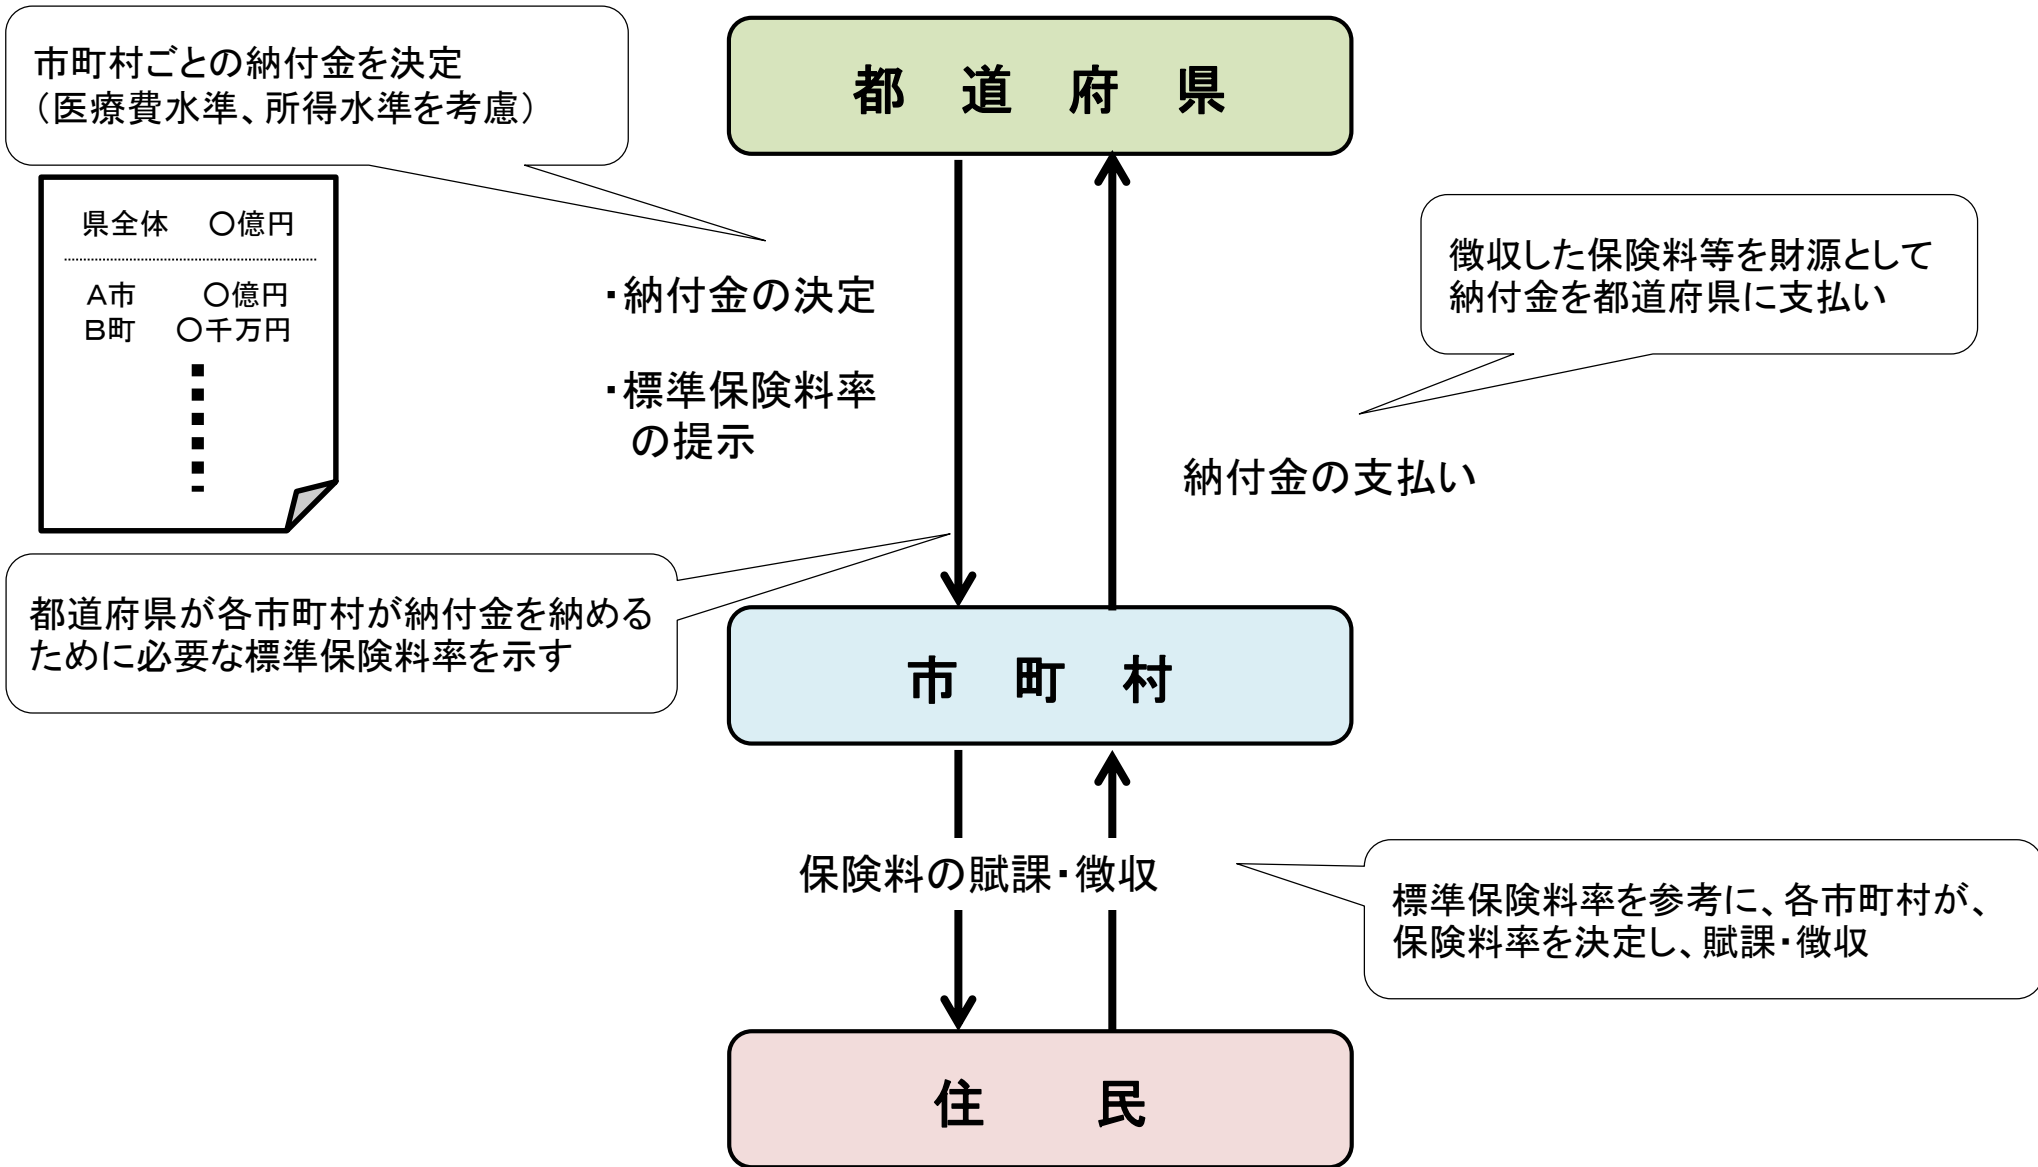 市町村ごとの納付金を決定
（医療費水準、所得水準を考慮）
都　道　府　県
県全体　○億円
A市　　○億円
B町　○千万円
・納付金の決定
・標準保険料率
の提示
徴収した保険料等を財源として
納付金を都道府県に支払い
納付金の支払い
都道府県が各市町村が納付金を納める
ために必要な標準保険料率を示す
市　町　村
保険料の賦課・徴収
標準保険料率を参考に、各市町村が、
保険料率を決定し、賦課・徴収
住　　民